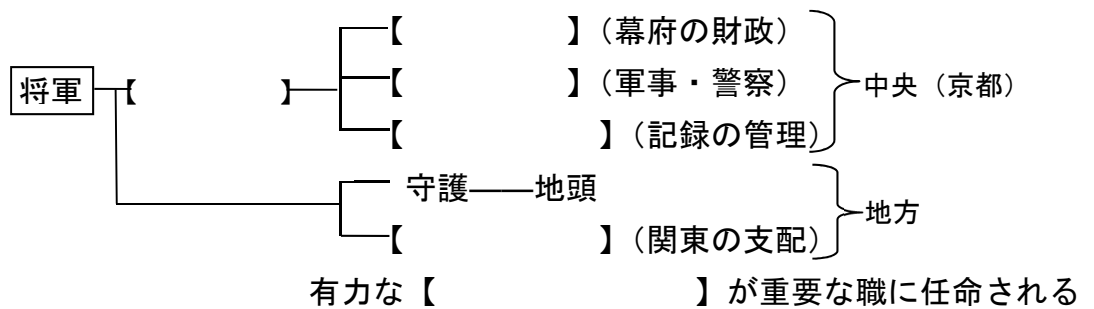 【　　　】（幕府の財政）
将軍【　　　】【　　　】（軍事・警察）中央（京都）
【　　　】（記録の管理）
守護――地頭
地方
【　　　】（関東の支配）
有力な【　　　】が重要な職に任命される